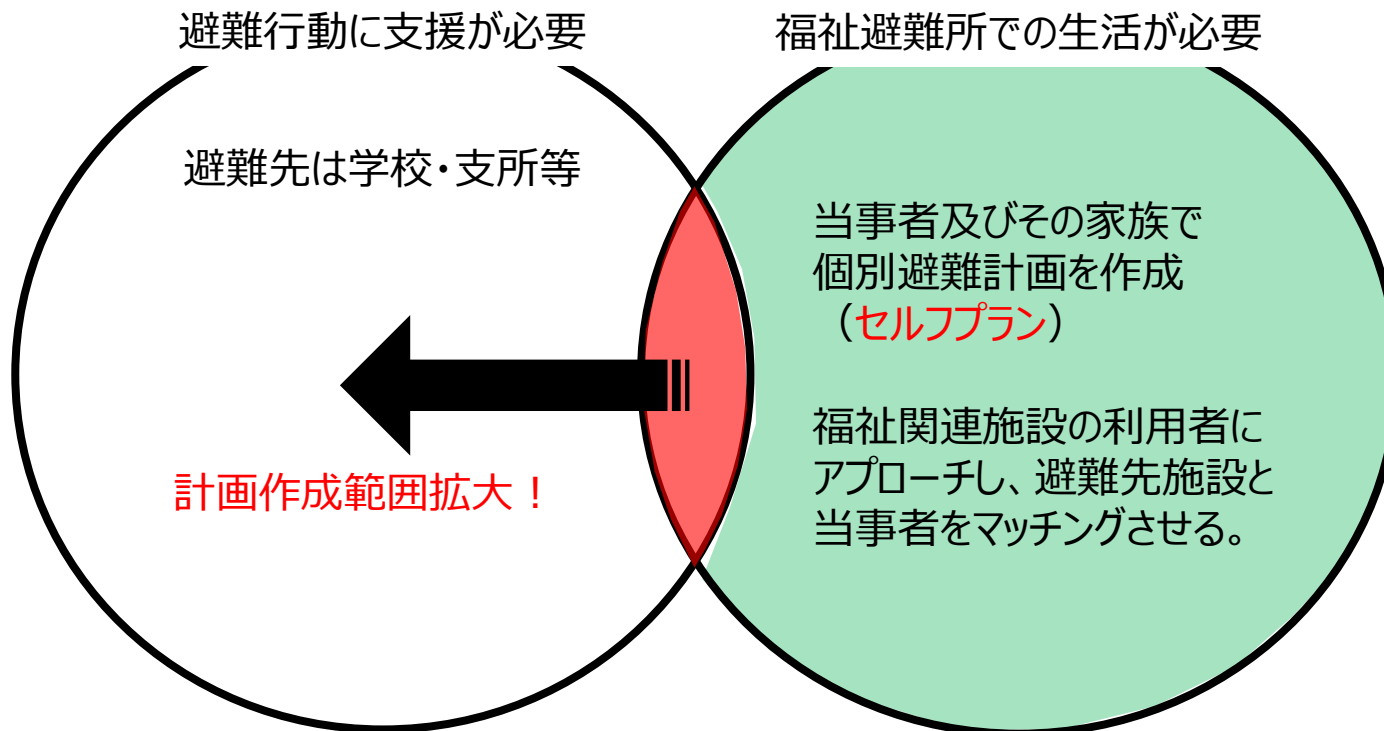 避難行動に支援が必要
福祉避難所での生活が必要
避難先は学校・支所等
計画作成範囲拡大！
当事者及びその家族で
個別避難計画を作成
（セルフプラン）
福祉関連施設の利用者に
アプローチし、避難先施設と
当事者をマッチングさせる。